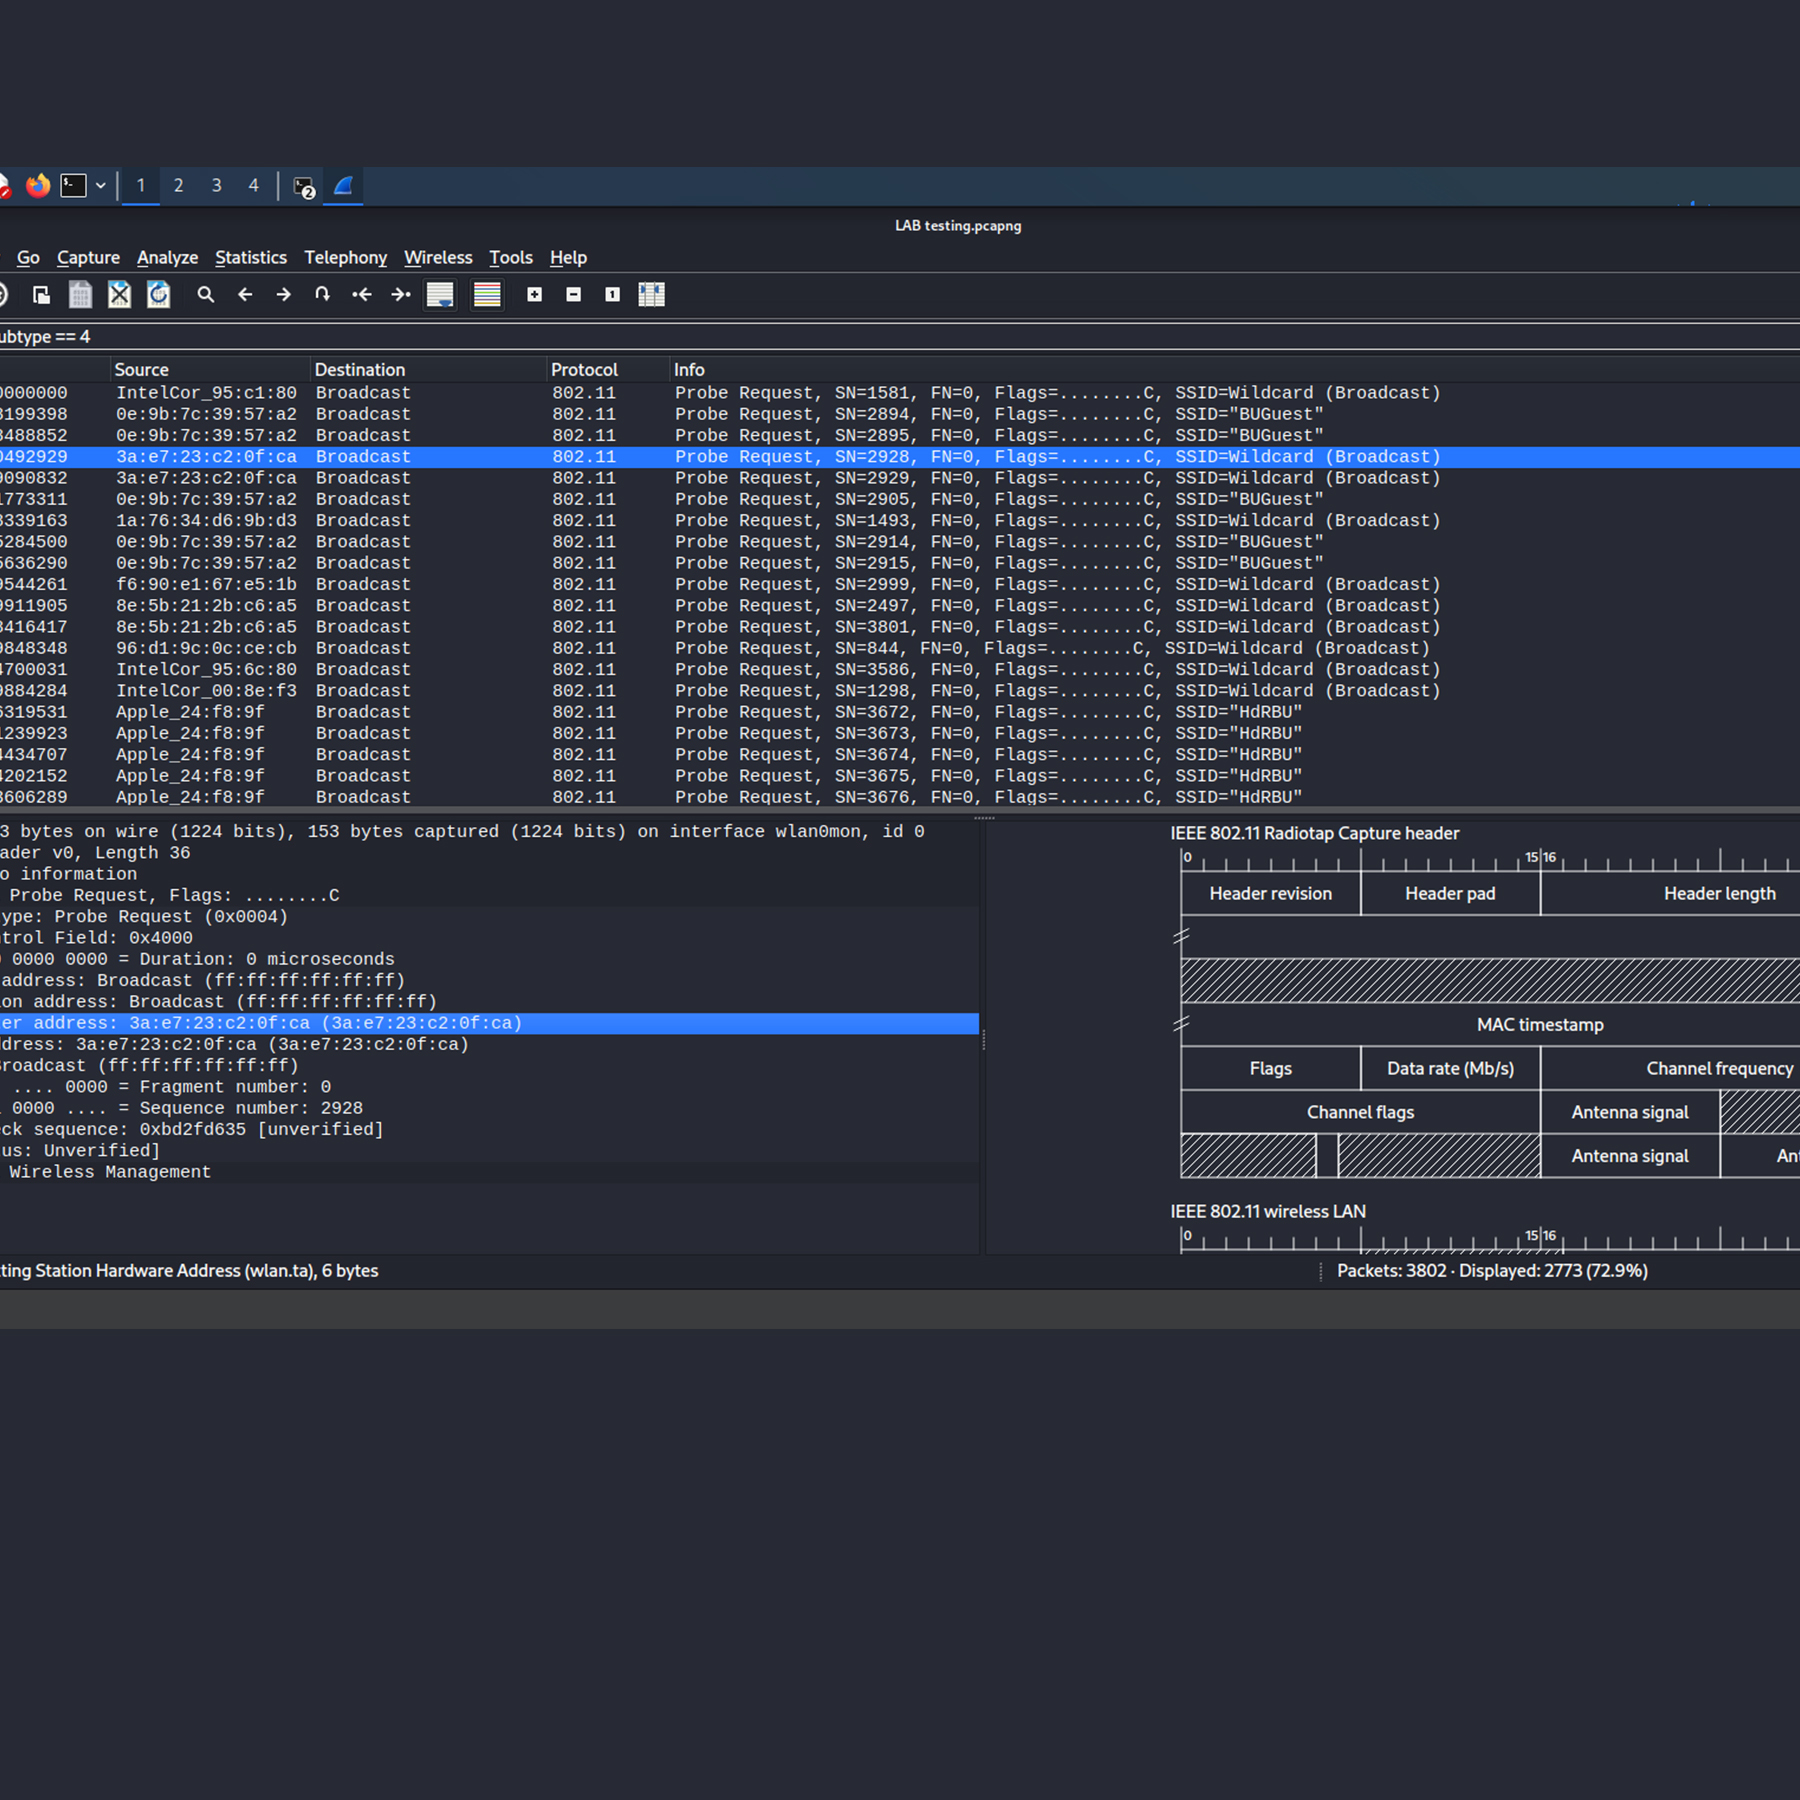 1 2 3 4 2
LAB testing.pcapng
Go Capture Analyze Statistics Telephony Wireless Tools Help
ubtype == 4
Source Destination Protocol Info
0000000 IntelCor_95:c1:80 Broadcast 802.11 Probe Request, SN=1581, FN=0, Flags=........C, SSID=Wildcard (Broadcast)
3199398 0e:9b:7c:39:57:a2 Broadcast 802.11 Probe Request, SN=2894, FN=0, Flags=........C, SSID="BUGuest"
3488852 0e:9b:7c:39:57:a2 Broadcast 802.11 Probe Request, SN=2895, FN=0, Flags=........C, SSID="BUGuest"
0492929 3a:e7:23:c2:0f:ca Broadcast 802.11 Probe Request, SN=2928, FN=0, Flags=........C, SSID=Wildcard (Broadcast)
9090832 3a:e7:23:c2:0f:ca Broadcast 802.11 Probe Request, SN=2929, FN=0, Flags=........C, SSID=Wildcard (Broadcast)
1773311 0e:9b:7c:39:57:a2 Broadcast 802.11 Probe Request, SN=2905, FN=0, Flags=........C, SSID="BUGuest"
3339163 1a:76:34:d6:9b:d3 Broadcast 802.11 Probe Request, SN=1493, FN=0, Flags=........C, SSID=Wildcard (Broadcast)
5284500 0e:9b:7c:39:57:a2 Broadcast 802.11 Probe Request, SN=2914, FN=0, Flags=........C, SSID="BUGuest"
5636290 0e:9b:7c:39:57:a2 Broadcast 802.11 Probe Request, SN=2915, FN=0, Flags=........C, SSID="BUGuest"
9544261 f6:90:e1:67:e5:1b Broadcast 802.11 Probe Request, SN=2999, FN=0, Flags=........C, SSID=Wildcard (Broadcast)
9911905 8e:5b:21:2b:c6:a5 Broadcast 802.11 Probe Request, SN=2497, FN=0, Flags=........C, SSID=Wildcard (Broadcast)
3416417 8e:5b:21:2b:c6:a5 Broadcast 802.11 Probe Request, SN=3801, FN=0, Flags=........C, SSID=Wildcard (Broadcast)
9848348 96:d1:9c:0c:ce:cb Broadcast 802.11 Probe Request, SN=844, FN=0, Flags=........C, SSID=Wildcard (Broadcast)
4700031 IntelCor_95:6c:80 Broadcast 802.11 Probe Request, SN=3586, FN=0, Flags=........C, SSID=Wildcard (Broadcast)
9884284 IntelCor_00:8e:f3 Broadcast 802.11 Probe Request, SN=1298, FN=0, Flags=........C, SSID=Wildcard (Broadcast)
6319531 Apple_24:f8:9f Broadcast 802.11 Probe Request, SN=3672, FN=0, Flags=........C, SSID="HdRBU"
1239923 Apple_24:f8:9f Broadcast 802.11 Probe Request, SN=3673, FN=0, Flags=........C, SSID="HdRBU"
4434707 Apple_24:f8:9f Broadcast 802.11 Probe Request, SN=3674, FN=0, Flags=........C, SSID="HdRBU"
4202152 Apple_24:f8:9f Broadcast 802.11 Probe Request, SN=3675, FN=0, Flags=........C, SSID="HdRBU"
3606289 Apple_24:f8:9f Broadcast 802.11 Probe Request, SN=3676, FN=0, Flags=........C, SSID="HdRBU"
3 bytes on wire (1224 bits), 153 bytes captured (1224 bits) on interface wlan0mon, id 0
ader v0, Length 36
o information
Probe Request, Flags: ........C
ype: Probe Request (0x0004)
trol Field: 0x4000
0000 0000 = Duration: 0 microseconds
address: Broadcast (ff:ff:ff:ff:ff:ff)
on address: Broadcast (ff:ff:ff:ff:ff:ff)
er address: 3a:e7:23:c2:0f:ca (3a:e7:23:c2:0f:ca)
dress: 3a:e7:23:c2:0f:ca (3a:e7:23:c2:0f:ca)
roadcast (ff:ff:ff:ff:ff:ff)
.... 0000 = Fragment number: 0
0000 .... = Sequence number: 2928
ck sequence: 0xbd2fd635 [unverified]
us: Unverified]
Wireless Management
IEEE 802.11 Radiotap Capture header
0 15 16
Header revision Header pad Header length
MAC timestamp
Flags Data rate (Mb/s) Channel frequency
Channel flags Antenna signal
Antenna signal Ant
IEEE 802.11 wireless LAN
0 15 16
ting Station Hardware Address (wlan.ta), 6 bytes
Packets: 3802 · Displayed: 2773 (72.9%)